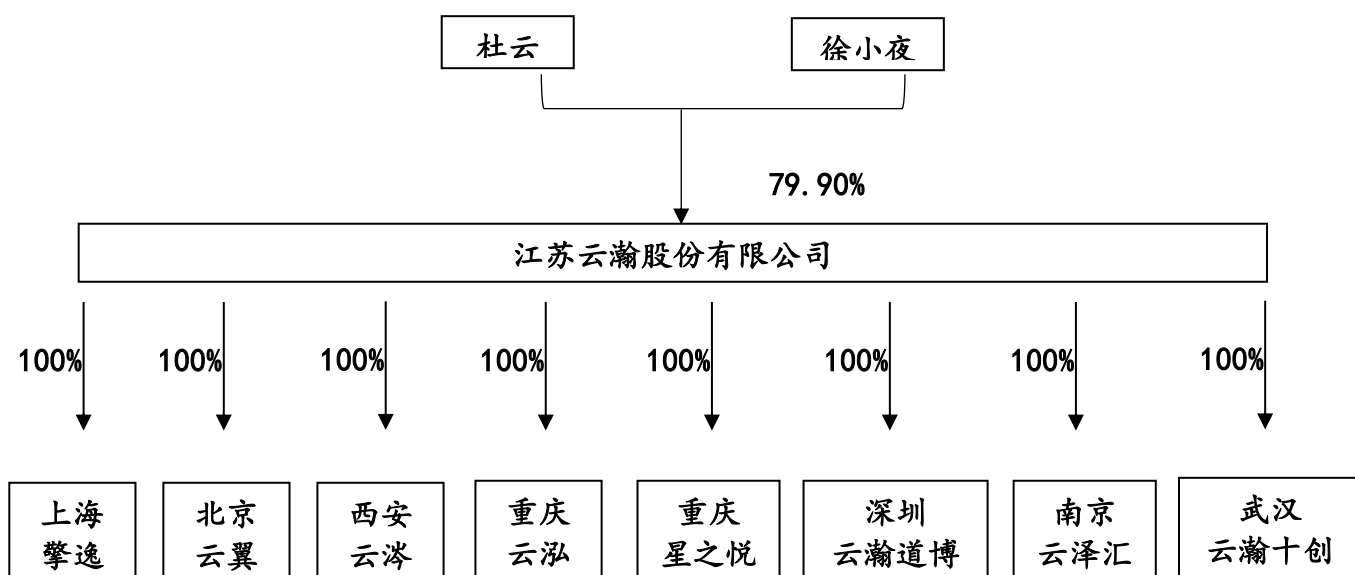 杜云
徐小夜
79.90%
江苏云瀚股份有限公司
100%
100%
100%
100%
100%
100%
100%
100%
上海
擎逸
北京
云翼
西安
云涔
重庆
云泓
重庆
星之悦
深圳
云瀚道博
南京
云泽汇
武汉
云瀚十创